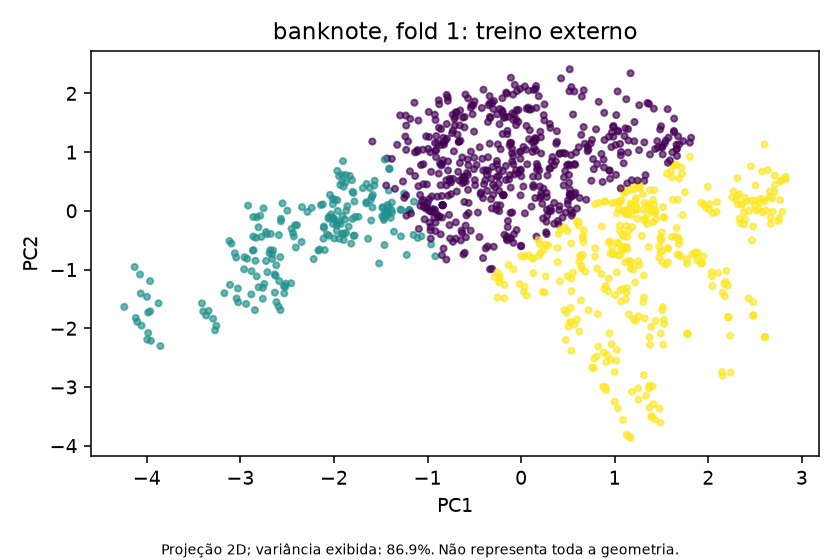 banknote, fold 1: treino externo
2
1
0
−1
−2
−3
−4
PC2
−4 −3 −2 −1 0 1 2 3
PC1
Projeção 2D; variância exibida: 86.9%. Não representa toda a geometria.